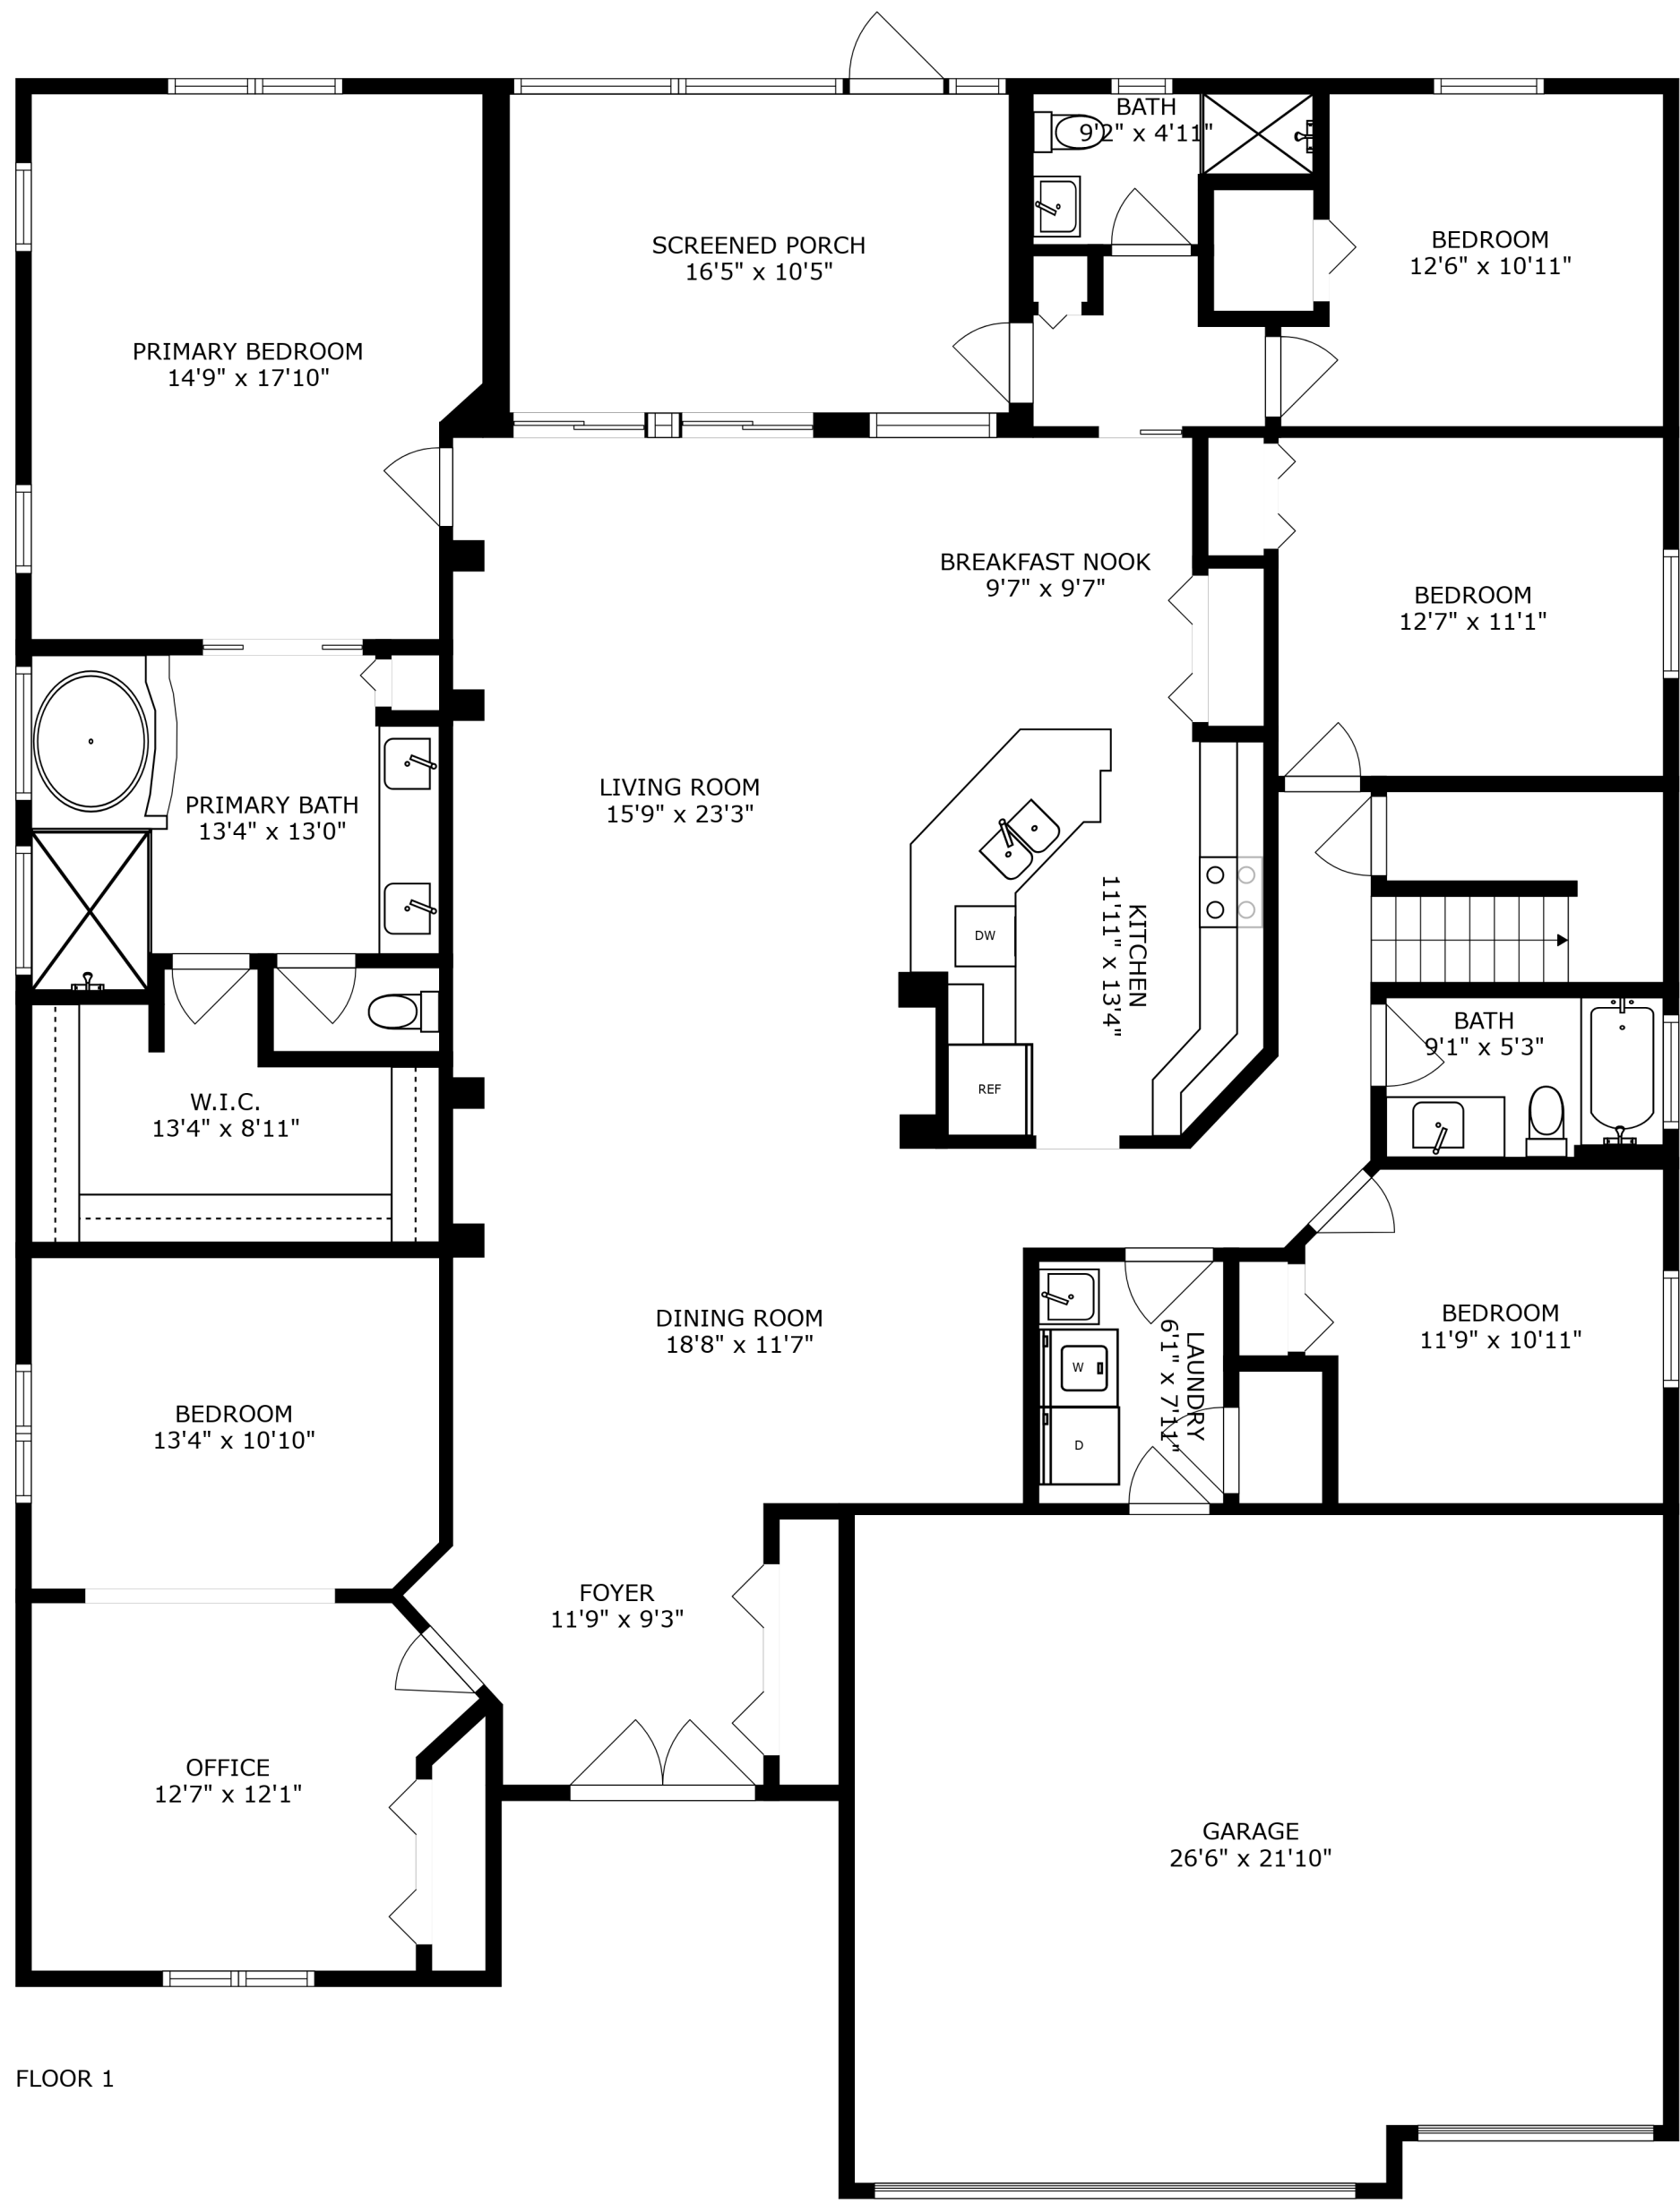 BATH
9'2" x 4'11"
SCREENED PORCH
16'5" x 10'5"
BEDROOM
12'6" x 10'11"
PRIMARY BEDROOM
14'9" x 17'10"
BREAKFAST NOOK
9'7" x 9'7"
BEDROOM
12'7" x 11'1"
LIVING ROOM
15'9" x 23'3"
PRIMARY BATH
13'4" x 13'0"
KITCHEN
11'11" x 13'4"
DW
REF
BATH
9'1" x 5'3"
W.I.C.
13'4" x 8'11"
DINING ROOM
18'8" x 11'7"
LAUNDRY
6'1" x 7'11"
W
D
BEDROOM
11'9" x 10'11"
BEDROOM
13'4" x 10'10"
FOYER
11'9" x 9'3"
OFFICE
12'7" x 12'1"
GARAGE
26'6" x 21'10"
FLOOR 1